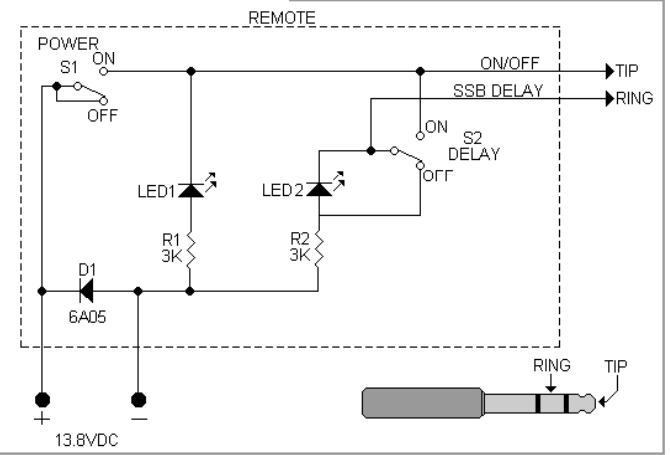 REMOTE
POWER
ON
S1
OFF
ON/OFF
TIP
SSB DELAY
RING
ON
S2
DELAY
OFF
LED1
LED2
R1
3K
R2
3K
D1
6A05
+
−
13.8VDC
RING
TIP